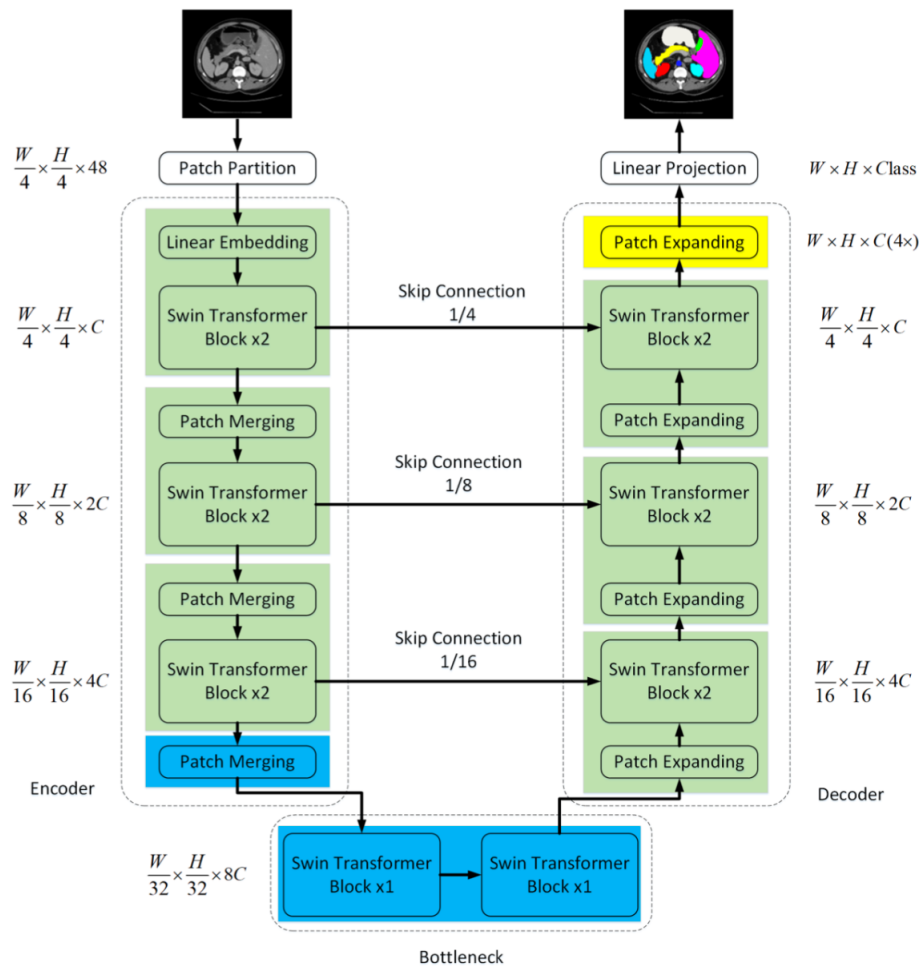 W/4 × H/4 × 48
Patch Partition
Linear Projection
W × H × Class
Linear Embedding
Patch Expanding
W × H × C(4×)
Skip Connection
1/4
W/4 × H/4 × C
Swin Transformer
Block x2
Swin Transformer
Block x2
W/4 × H/4 × C
Patch Merging
Patch Expanding
Skip Connection
1/8
W/8 × H/8 × 2C
Swin Transformer
Block x2
Swin Transformer
Block x2
W/8 × H/8 × 2C
Patch Merging
Patch Expanding
Skip Connection
1/16
W/16 × H/16 × 4C
Swin Transformer
Block x2
Swin Transformer
Block x2
W/16 × H/16 × 4C
Patch Merging
Patch Expanding
Encoder
Decoder
W/32 × H/32 × 8C
Swin Transformer
Block x1
Swin Transformer
Block x1
Bottleneck